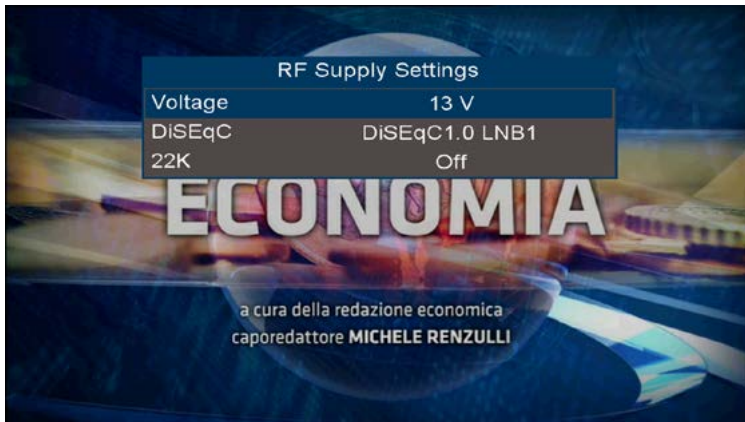 RF Supply Settings
Voltage 13 V
DiSEqC DiSEqC1.0 LNB1
22K Off
ECONOMIA
a cura della redazione economica
caporedattore MICHELE RENZULLI